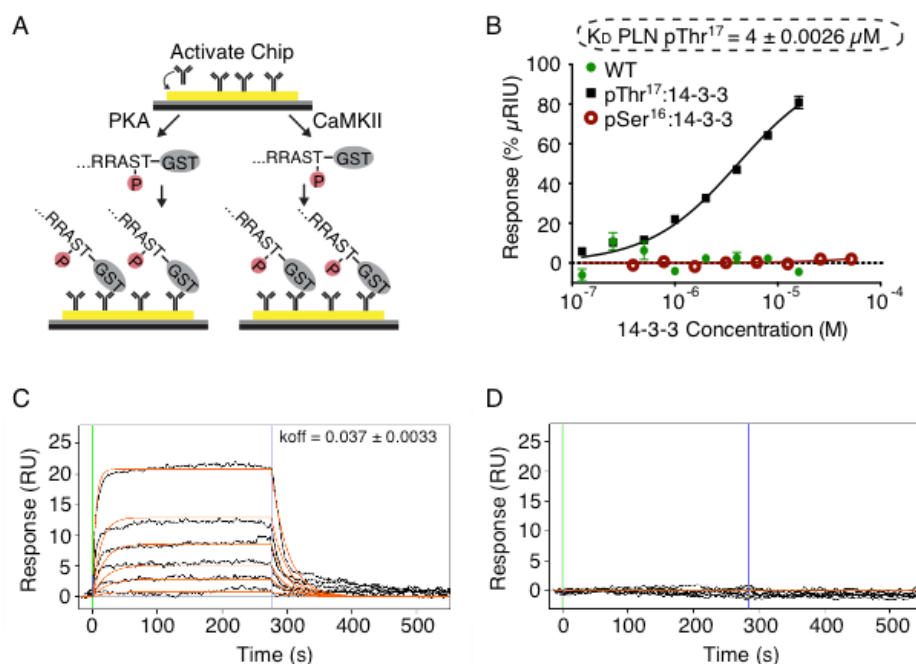 A
Activate Chip
PKA
CaMKII
...RRAST GST
P
...RRAST GST
P
...RRAST GST
P
...RRAST GST
P
...RRAST GST
P
...RRAST GST
P
B
KD PLN pThr17 = 4 ± 0.0026 µM
WT
pThr17:14-3-3
pSer16:14-3-3
Response (% µRIU)
100
80
60
40
20
0
10-7
10-6
10-5
10-4
14-3-3 Concentration (M)
C
koff = 0.037 ± 0.0033
Response (RU)
25
20
15
10
5
0
0 100 200 300 400 500
Time (s)
D
Response (RU)
25
20
15
10
5
0
0 100 200 300 400 500
Time (s)